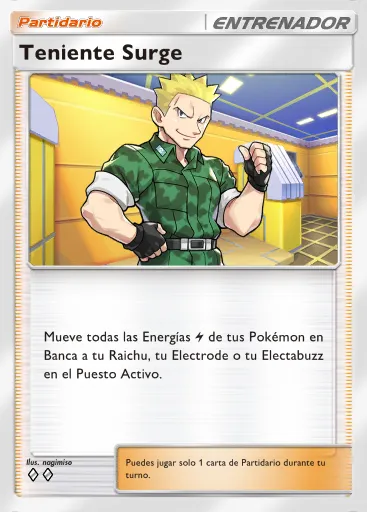 Partidario
ENTRENADOR
Teniente Surge
Mueve todas las Energías de tus Pokémon en
Banca a tu Raichu, tu Electrode o tu Electabuzz
en el Puesto Activo.
Ilus. nagimiso
Puedes jugar solo 1 carta de Partidario durante tu
turno.